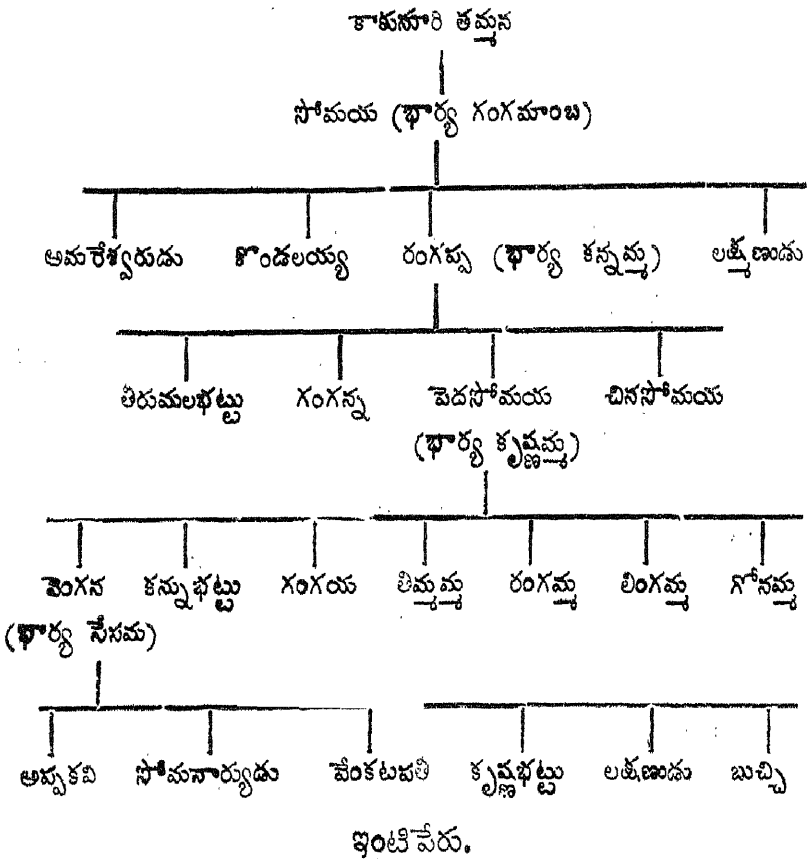 కాకునూరి తమ్మన
సోమయ (భార్య గంగమాంబ)
అమరేశ్వరుడు కొండలయ్య రంగప్ప (భార్య కన్నమ్మ) లక్ష్మణుడు
తిరుమలభట్టు గంగన్న పెదసోమయ చినసోమయ
(భార్య కృష్ణమ్మ)
వెంగన కన్నుభట్టు గంగయ తిమ్మమ్మ రంగమ్మ లింగమ్మ గోనమ్మ
(భార్య సేసమ)
అప్పకవి సోమనార్యుడు వేంకటపతి కృష్ణభట్టు లక్షణుడు బుచ్చి
ఇంటిపేరు.